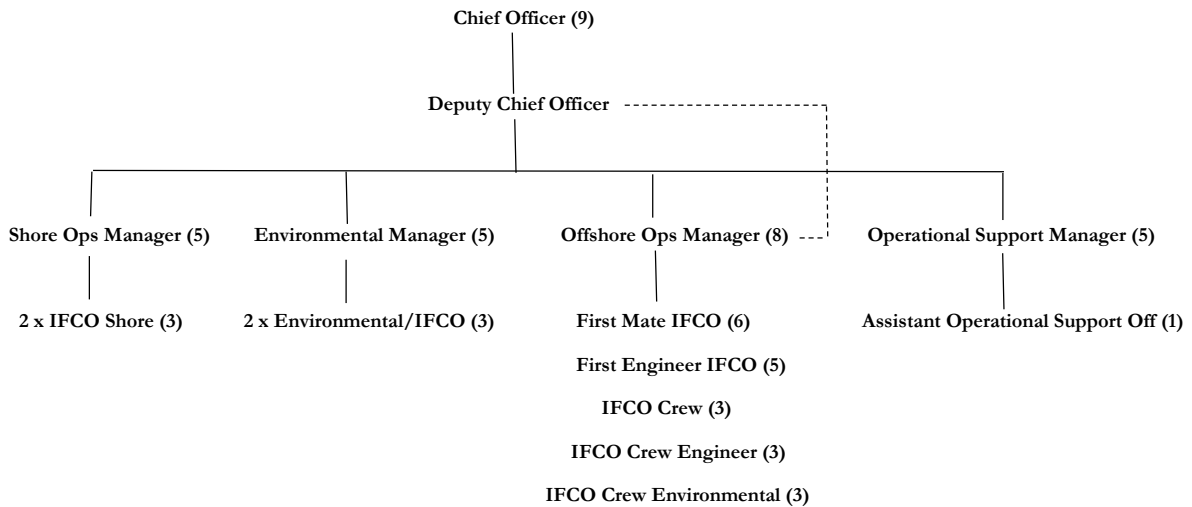 Chief Officer (9)
Deputy Chief Officer
Shore Ops Manager (5)
Environmental Manager (5)
Offshore Ops Manager (8)
Operational Support Manager (5)
2 x IFCO Shore (3)
2 x Environmental/IFCO (3)
First Mate IFCO (6)
Assistant Operational Support Off (1)
First Engineer IFCO (5)
IFCO Crew (3)
IFCO Crew Engineer (3)
IFCO Crew Environmental (3)